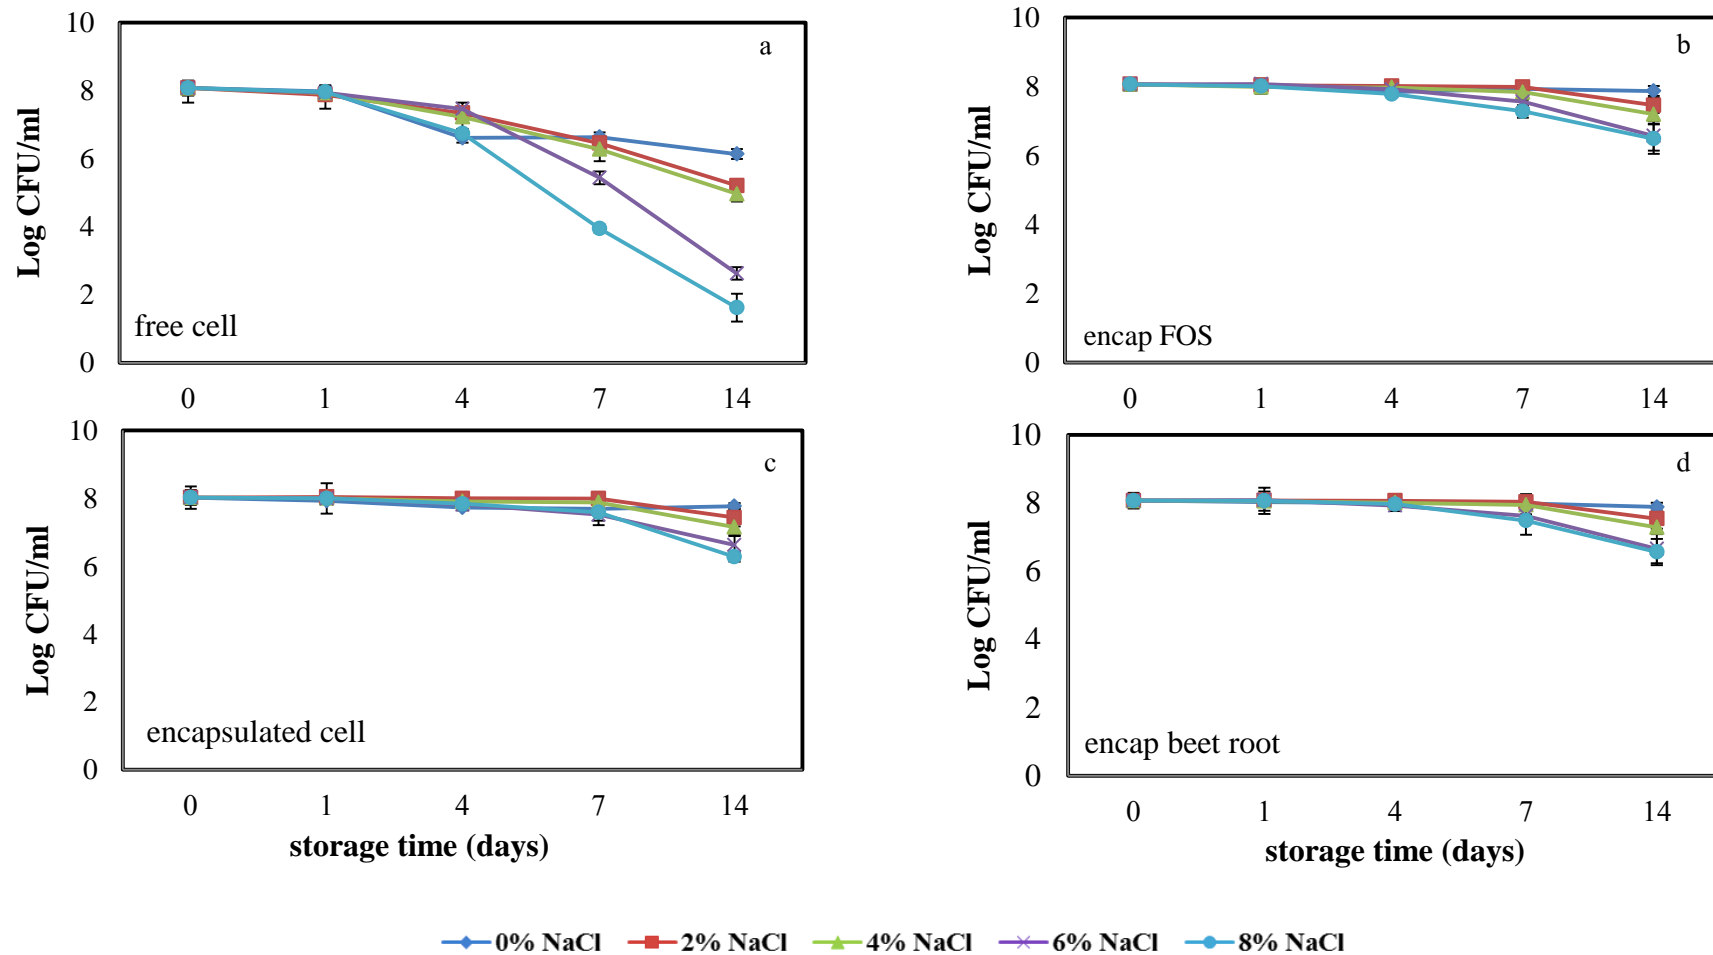 a
Log CFU/ml
10
8
6
4
2
0
free cell
0 1 4 7 14
b
Log CFU/ml
10
8
6
4
2
0
encap FOS
0 1 4 7 14
c
Log CFU/ml
10
8
6
4
2
0
encapsulated cell
0 1 4 7 14
storage time (days)
d
Log CFU/ml
10
8
6
4
2
0
encap beet root
0 1 4 7 14
storage time (days)
0% NaCl 2% NaCl 4% NaCl 6% NaCl 8% NaCl